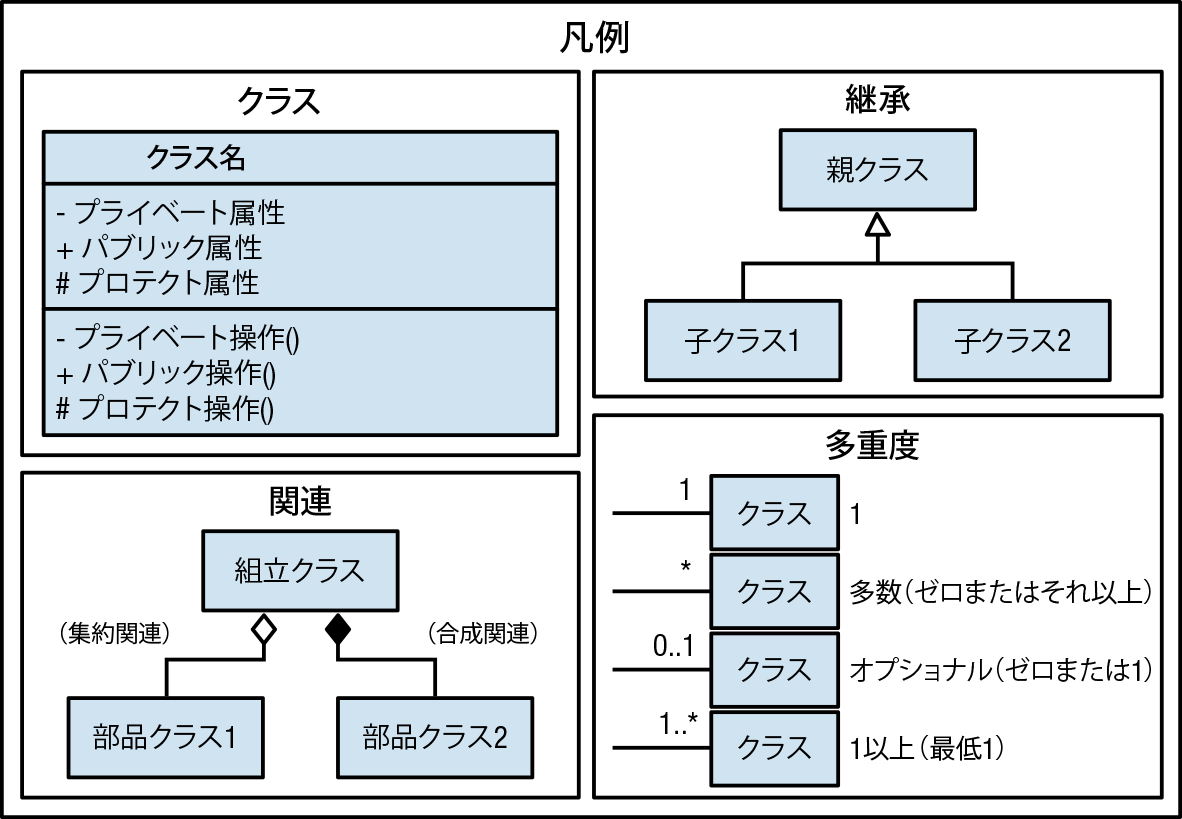 凡例
クラス
クラス名
- プライベート属性
+ パブリック属性
# プロテクト属性
- プライベート操作()
+ パブリック操作()
# プロテクト操作()
継承
親クラス
子クラス1
子クラス2
関連
組立クラス
（集約関連）
（合成関連）
部品クラス1
部品クラス2
多重度
1
クラス
1
*
クラス
多数（ゼロまたはそれ以上）
0..1
クラス
オプショナル（ゼロまたは1）
1..*
クラス
1以上（最低1）